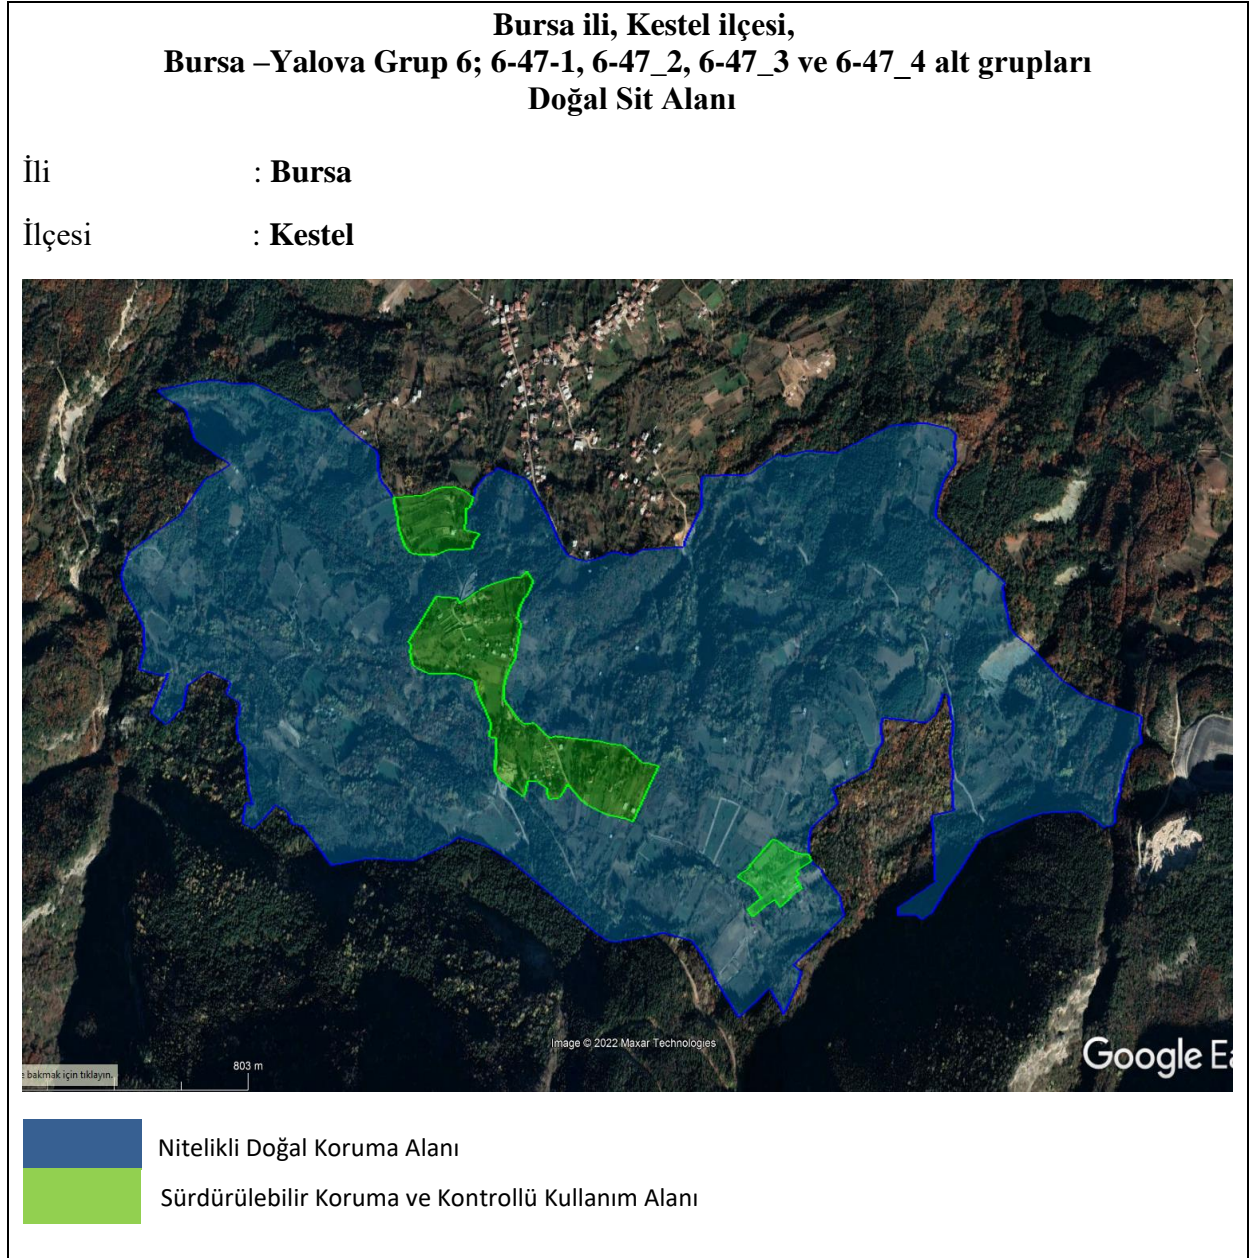 Bursa ili, Kestel ilçesi,
Bursa –Yalova Grup 6; 6-47-1, 6-47_2, 6-47_3 ve 6-47_4 alt grupları
Doğal Sit Alanı
İli : Bursa
İlçesi : Kestel
Image © 2022 Maxar Technologies
Google Ea
803 m
e bakmak için tıklayın.
Nitelikli Doğal Koruma Alanı
Sürdürülebilir Koruma ve Kontrollü Kullanım Alanı